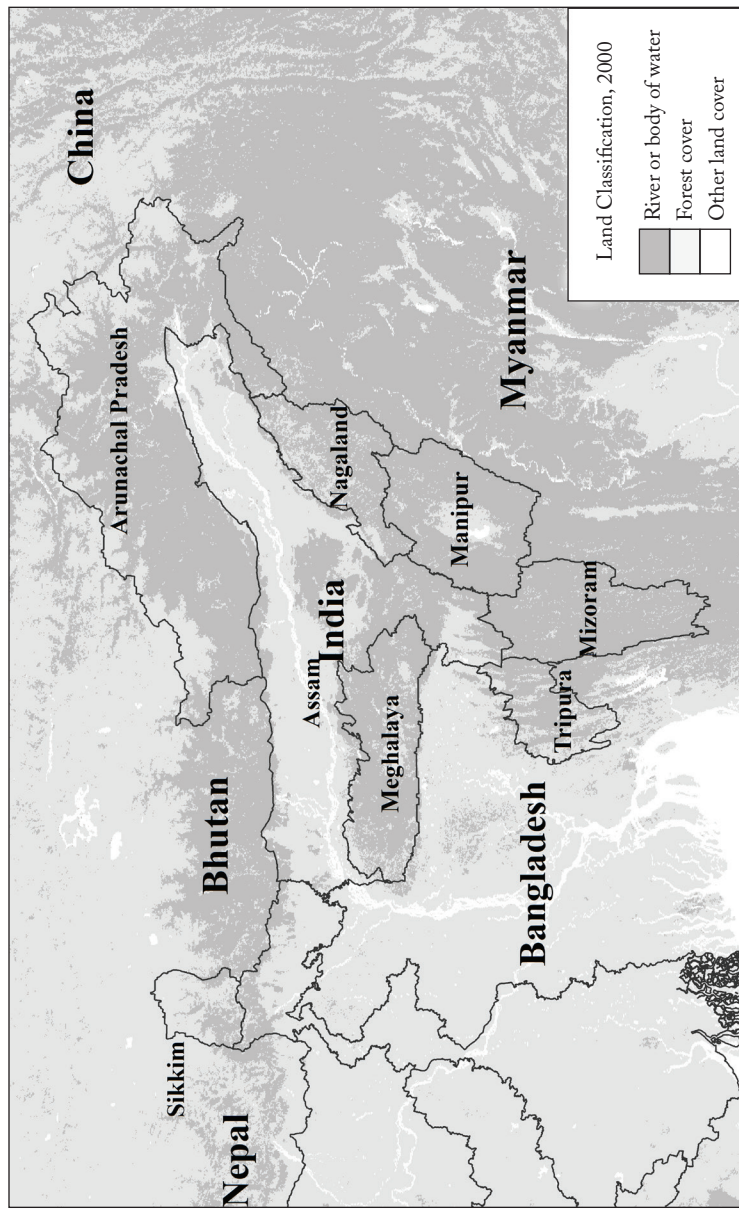 China
Arunachal Pradesh
Bhutan
Sikkim
Nepal
Assam
India
Nagaland
Meghalaya
Manipur
Myanmar
Tripura
Mizoram
Bangladesh
Land Classification, 2000
River or body of water
Forest cover
Other land cover